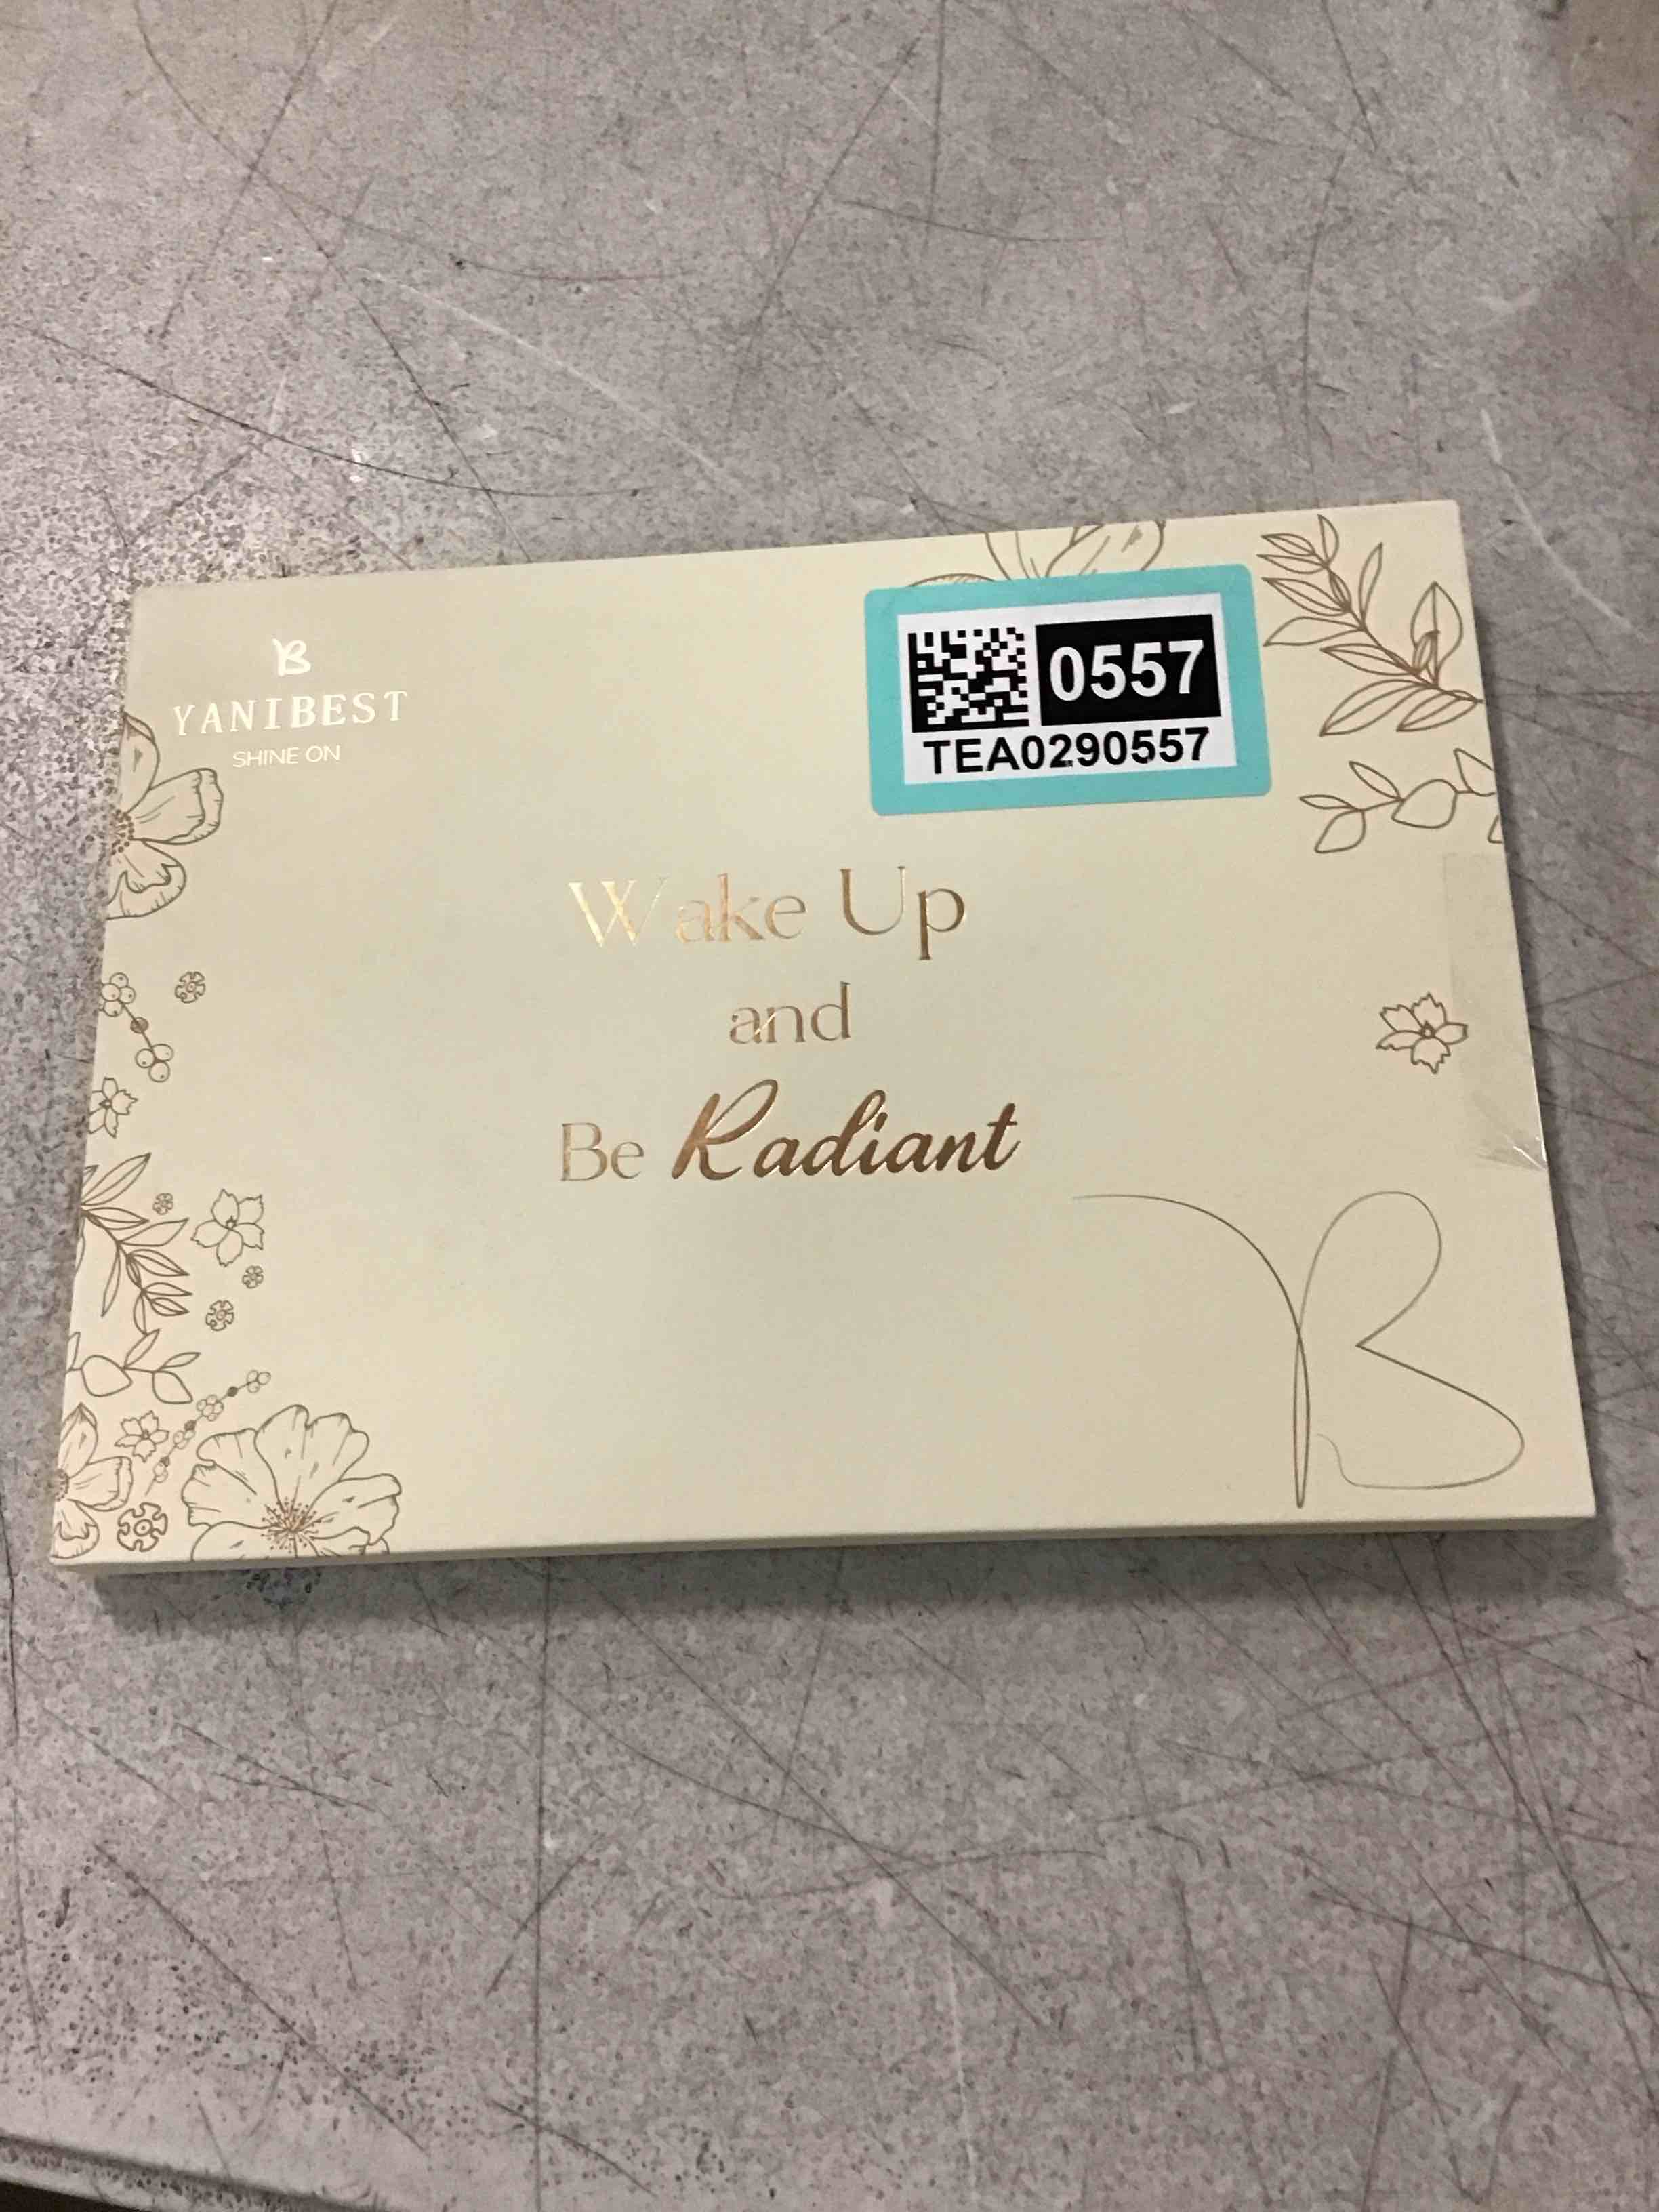 B
YANIBEST
SHINE ON
0557
TEA0290557
Wake Up
and
Be Radiant
B